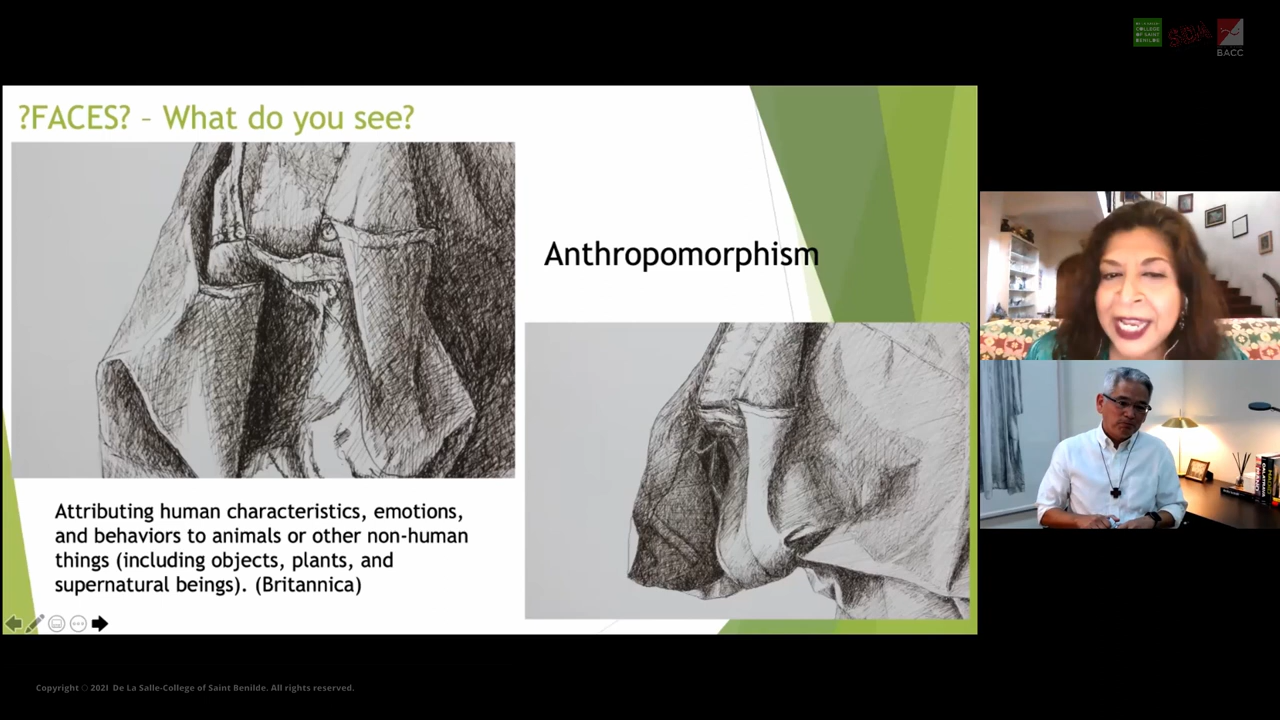 BACC
?FACES? – What do you see?
Anthropomorphism
Attributing human characteristics, emotions,
and behaviors to animals or other non-human
things (including objects, plants, and
supernatural beings). (Britannica)
Copyright © 2021 De La Salle-College of Saint Benilde. All rights reserved.